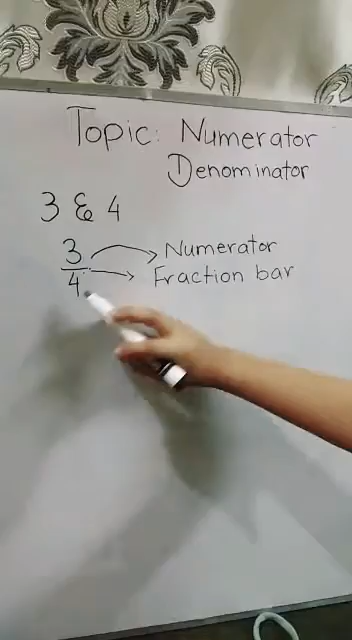 Topic: Numerator
Denominator
3 & 4
3 Numerator
Fraction bar
4